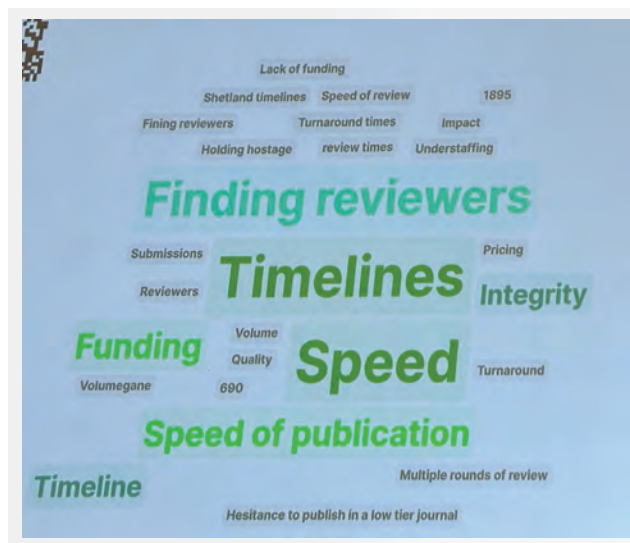 Lack of funding
Shetland timelines Speed of review 1895
Fining reviewers Turnaround times Impact
Holding hostage review times Understaffing
Finding reviewers
Submissions Timelines Pricing
Reviewers Integrity
Funding Volume Speed
Quality Turnaround
Volumegane 690
Speed of publication
Timeline Multiple rounds of review
Hesitance to publish in a low tier journal